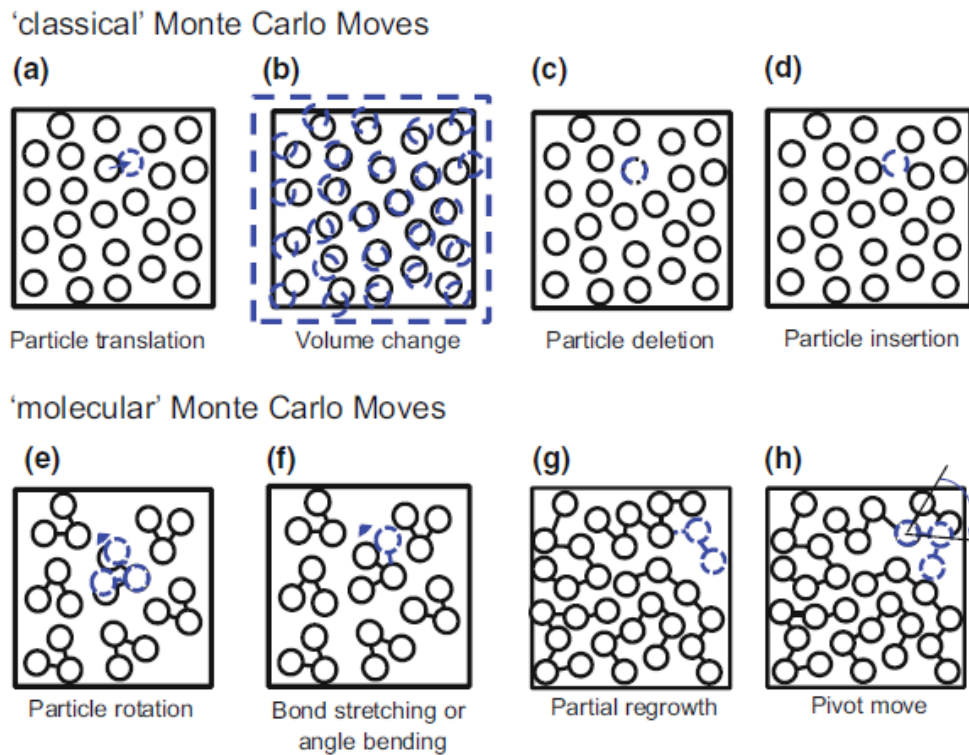 'classical' Monte Carlo Moves
(a)
(b)
(c)
(d)
Particle translation
Volume change
Particle deletion
Particle insertion
'molecular' Monte Carlo Moves
(e)
(f)
(g)
(h)
Particle rotation
Bond stretching or
angle bending
Partial regrowth
Pivot move